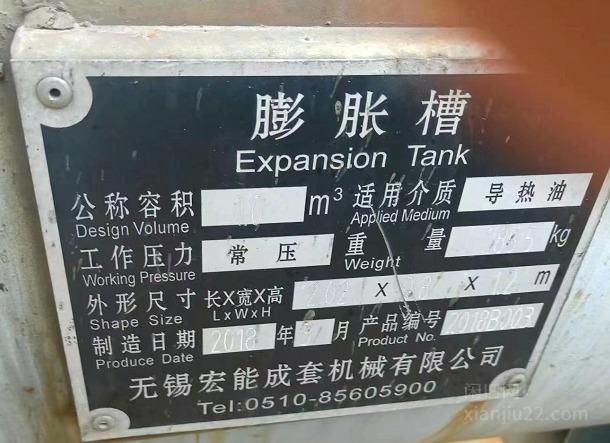 膨胀槽
Expansion Tank
公称容积 m³ 适用介质 导热油
Design Volume Applied Medium
工作压力 常压 重量 kg
Working Pressure Weight
外形尺寸 长X宽X高 X X m
Shape Size LxWxH
制造日期 2018 年 月 产品编号 2018B003
Produce Date Product No.
无锡宏能成套机械有限公司
Tel:0510-85605900
xianjiu22.com